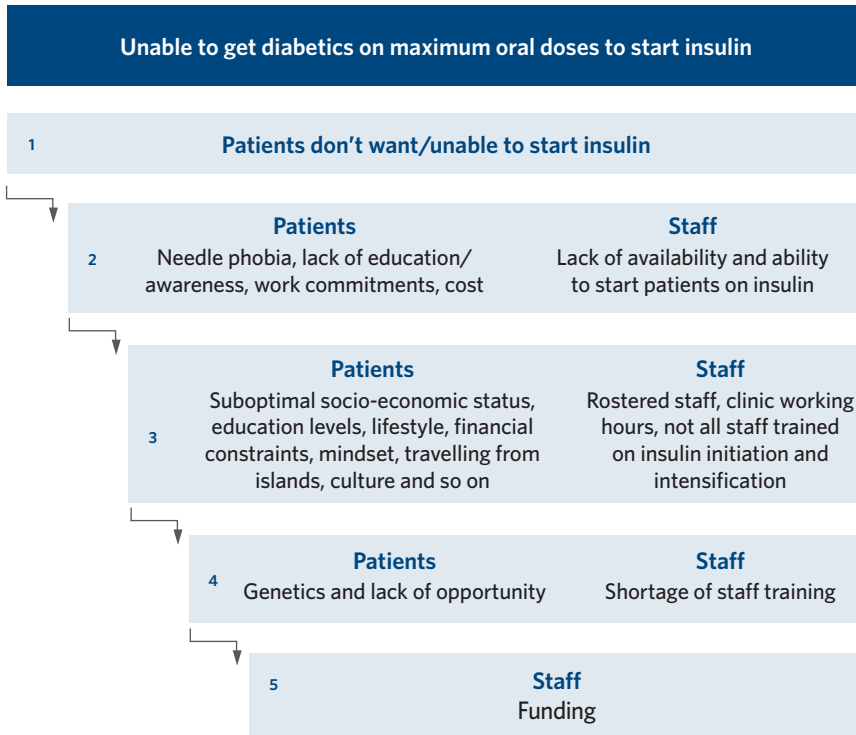 Unable to get diabetics on maximum oral doses to start insulin
1
Patients don’t want/unable to start insulin
2
Patients
Needle phobia, lack of education/
awareness, work commitments, cost
Staff
Lack of availability and ability
to start patients on insulin
3
Patients
Suboptimal socio-economic status,
education levels, lifestyle, financial
constraints, mindset, travelling from
islands, culture and so on
Staff
Rostered staff, clinic working
hours, not all staff trained
on insulin initiation and
intensification
4
Patients
Genetics and lack of opportunity
Staff
Shortage of staff training
5
Staff
Funding